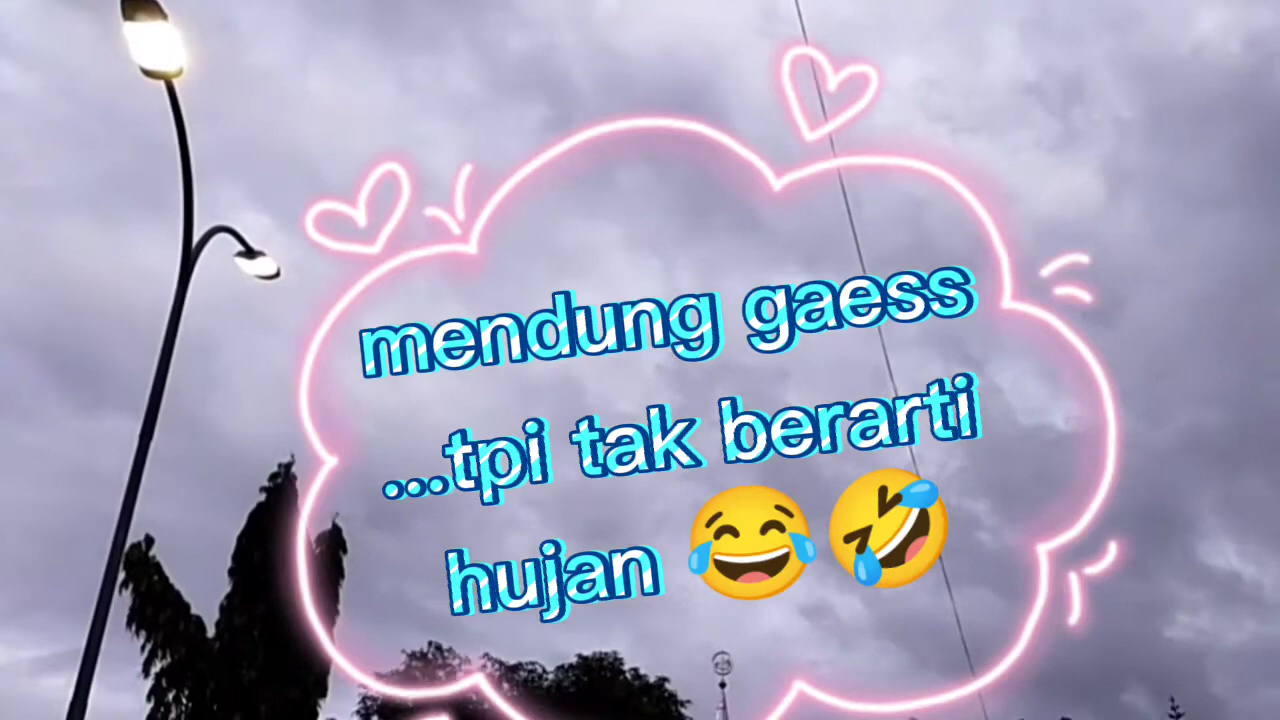 mendung gaess
...tpi tak berarti
hujan 😂🤣